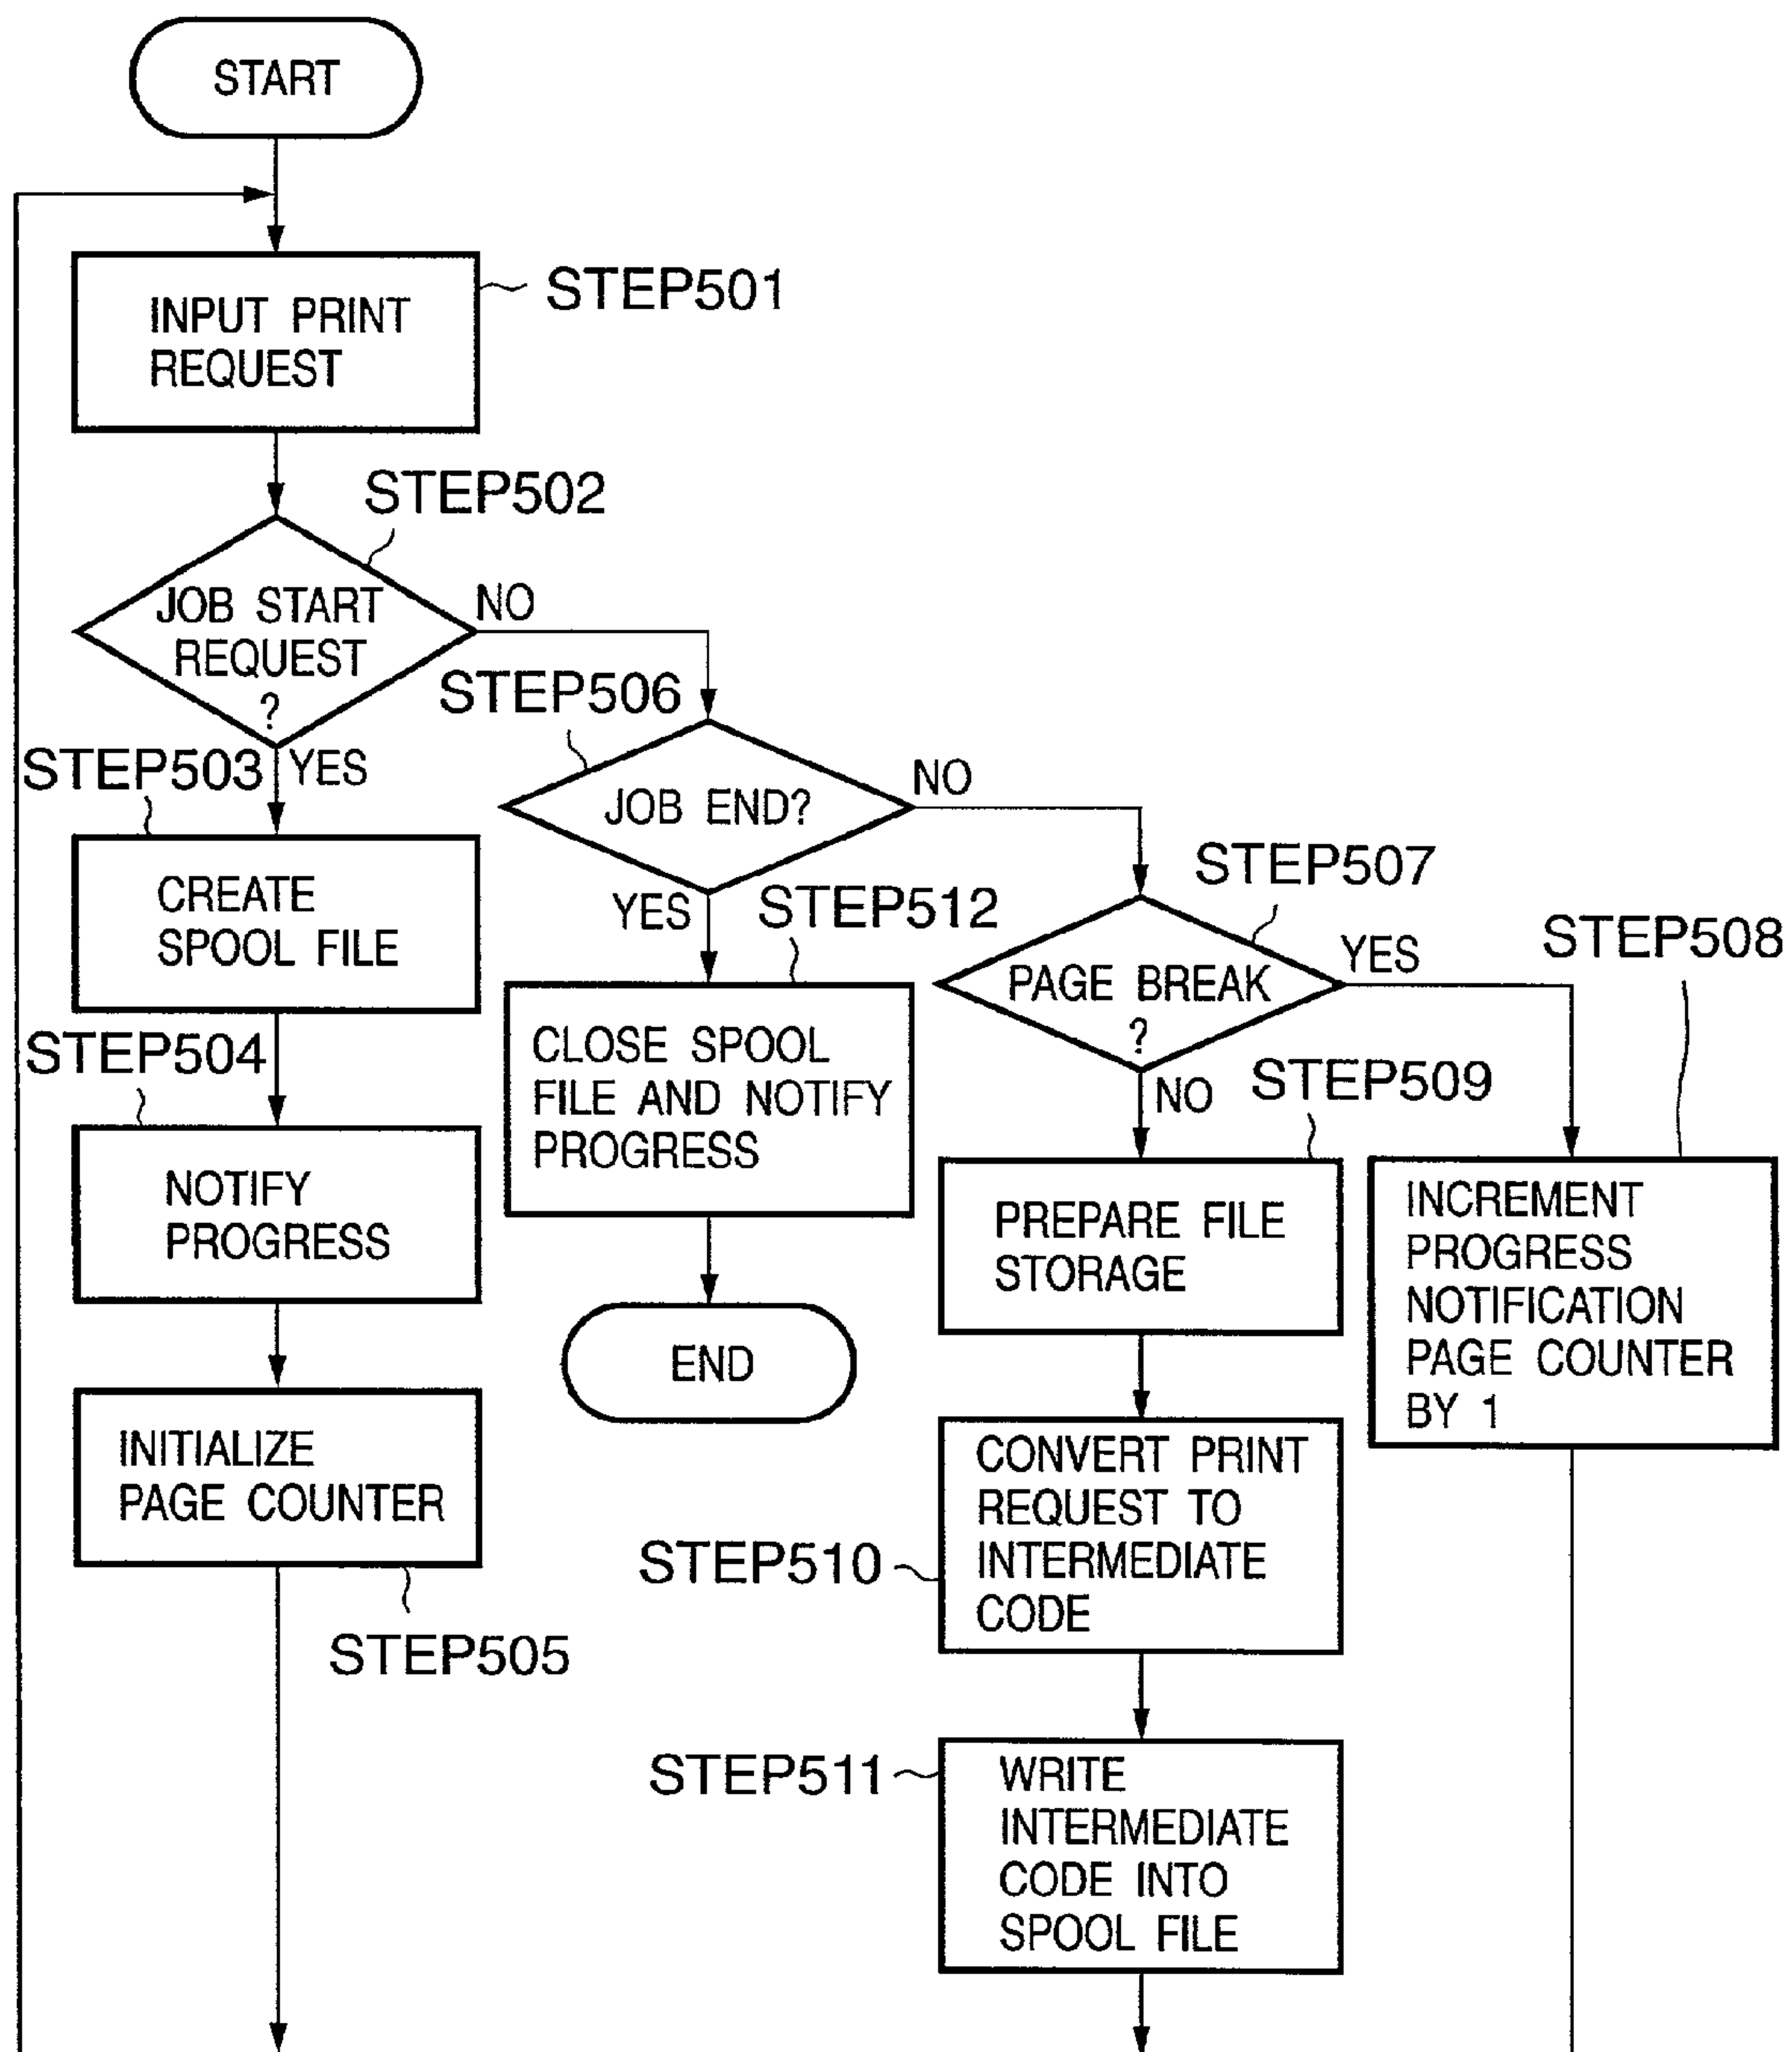 START
INPUT PRINT
REQUEST
STEP501
STEP502
JOB START
REQUEST
?
NO
YES
STEP503
CREATE
SPOOL FILE
STEP504
NOTIFY
PROGRESS
INITIALIZE
PAGE COUNTER
STEP505
STEP506
JOB END?
NO
YES
STEP512
CLOSE SPOOL
FILE AND NOTIFY
PROGRESS
END
STEP507
PAGE BREAK
?
YES
NO
STEP508
INCREMENT
PROGRESS
NOTIFICATION
PAGE COUNTER
BY 1
STEP509
PREPARE FILE
STORAGE
STEP510
CONVERT PRINT
REQUEST TO
INTERMEDIATE
CODE
STEP511
WRITE
INTERMEDIATE
CODE INTO
SPOOL FILE